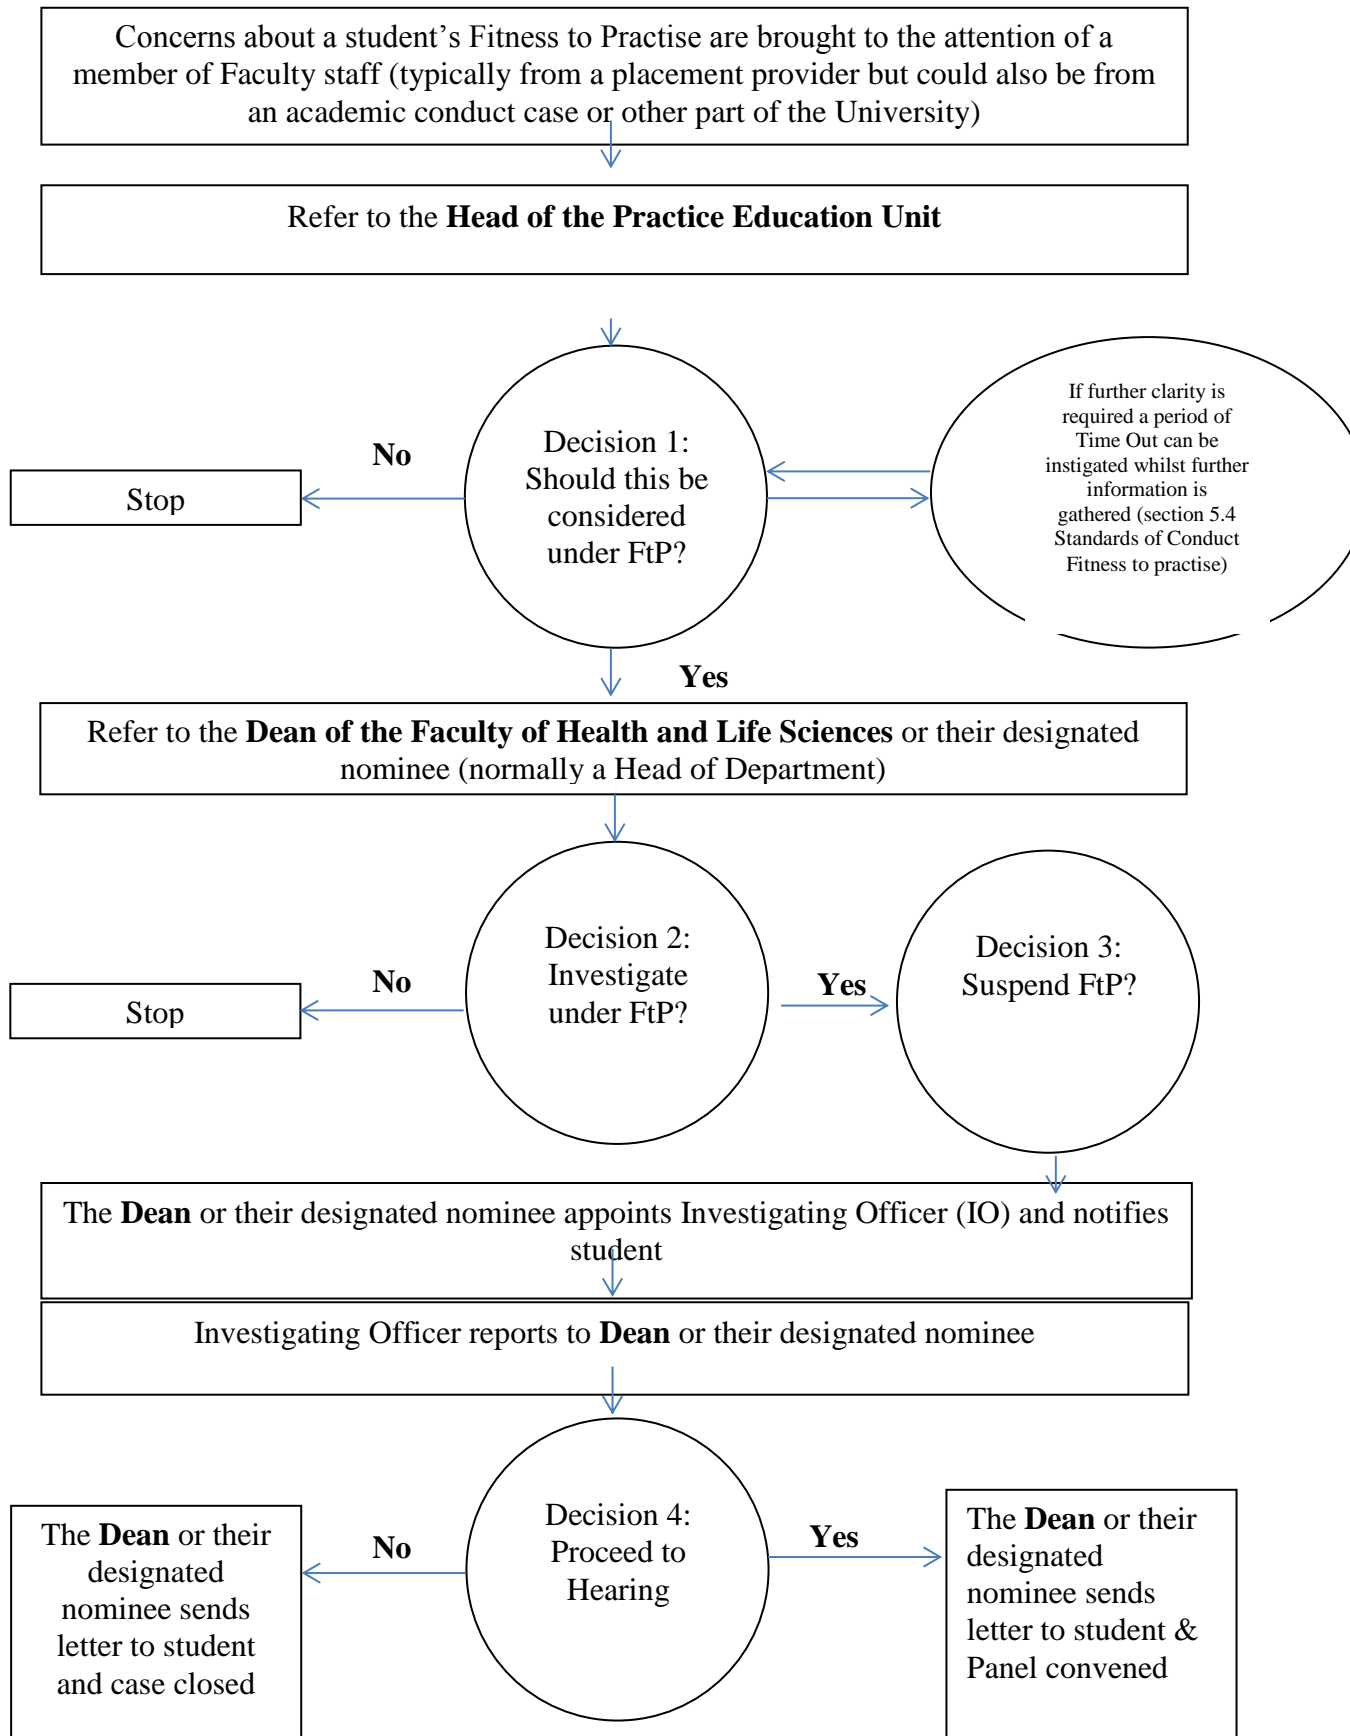 Concerns about a student’s Fitness to Practise are brought to the attention of a
member of Faculty staff (typically from a placement provider but could also be from
an academic conduct case or other part of the University)
Refer to the Head of the Practice Education Unit
If further clarity is
required a period of
Time Out can be
instigated whilst further
information is
gathered (section 5.4
Standards of Conduct
Fitness to practise)
Decision 1:
Should this be
considered
under FtP?
No
Stop
Yes
Refer to the Dean of the Faculty of Health and Life Sciences or their designated
nominee (normally a Head of Department)
Decision 2:
Investigate
under FtP?
No
Stop
Yes
Decision 3:
Suspend FtP?
The Dean or their designated nominee appoints Investigating Officer (IO) and notifies
student
Investigating Officer reports to Dean or their designated nominee
Decision 4:
Proceed to
Hearing
No
The Dean or their
designated
nominee sends
letter to student
and case closed
Yes
The Dean or their
designated
nominee sends
letter to student &
Panel convened